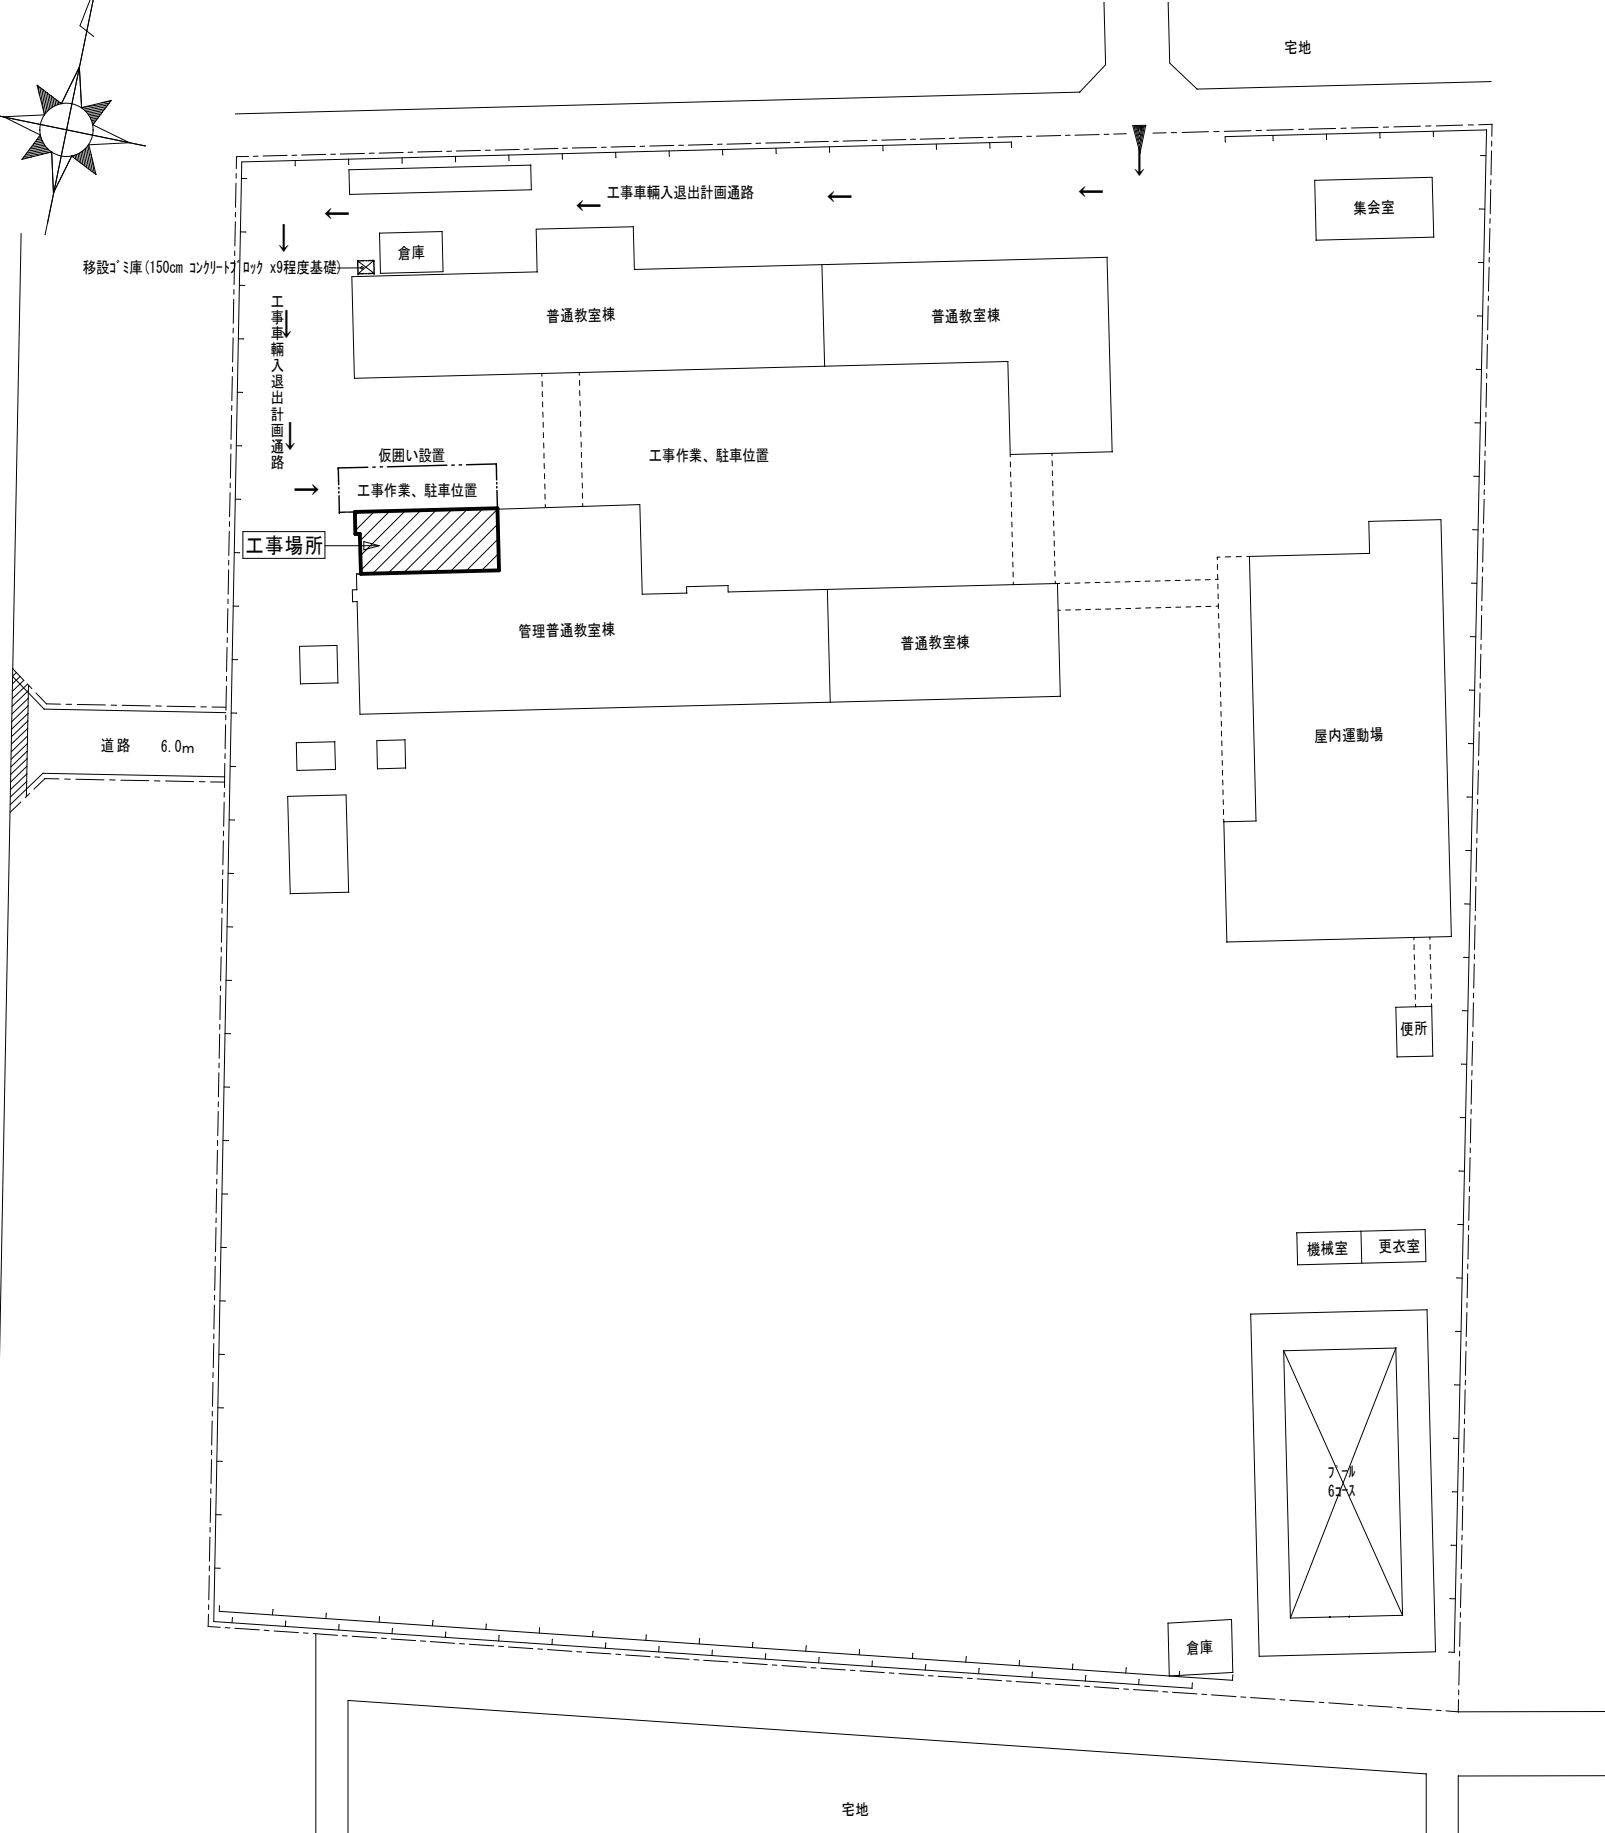 宅地
工事車輌入退出計画通路
集会室
倉庫
移設ゴミ庫(150cm コンクリートブロック x9程度基礎)
工事車輌入退出計画通路
普通教室棟
普通教室棟
仮囲い設置
工事作業、駐車位置
工事作業、駐車位置
工事場所
管理普通教室棟
普通教室棟
屋内運動場
道路 6.0m
便所
機械室
更衣室
プール
6コース
倉庫
宅地